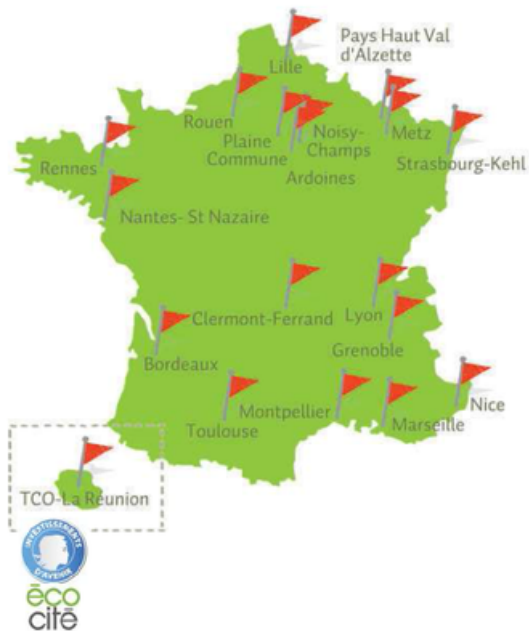 Pays Haut Val
d'Alzette
Lille
Rouen
Plaine
Commune
Noisy-
Champs
Ardoines
Metz
Strasbourg-Kehl
Rennes
Nantes- St Nazaire
Clermont-Ferrand
Lyon
Grenoble
Bordeaux
Toulouse
Montpellier
Marseille
Nice
TCO-La Réunion
INVESTISSEMENTS
D'AVENIR
éco
cité